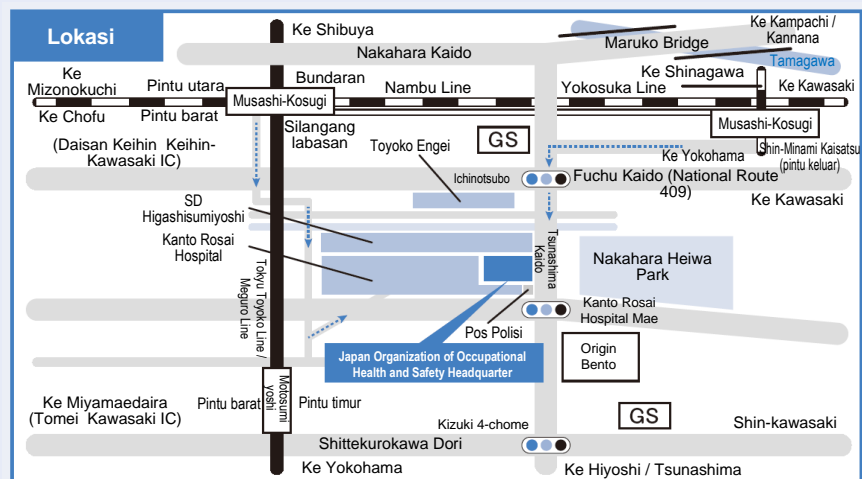 Lokasi
Ke Shibuya
Nakahara Kaido
Maruko Bridge
Ke Kampachi /
Kannana
Tamagawa
Ke
Mizonokuchi
Pintu utara
Bundaran
Nambu Line
Yokosuka Line
Ke Shinagawa
Ke Kawasaki
Musashi-Kosugi
Ke Chofu
Pintu barat
Silangang
labasan
Musashi-Kosugi
(Daisan Keihin Keihin-
Kawasaki IC)
Toyoko Engei
GS
Ke Yokohama
Shin-Minami Kaisatsu
(pintu keluar)
Ichinotsubo
Fuchu Kaido (National Route
409)
Ke Kawasaki
SD
Higashisumiyoshi
Kanto Rosai
Hospital
Tokyu Toyoko Line /
Meguro Line
Tsunashima
Kaido
Nakahara Heiwa
Park
Kanto Rosai
Hospital Mae
Pos Polisi
Japan Organization of Occupational
Health and Safety Headquarter
Origin
Bento
Ke Miyamaedaira
(Tomei Kawasaki IC)
Pintu barat
Motosumi
yoshi
Pintu timur
Kizuki 4-chome
GS
Shin-kawasaki
Shittekurokawa Dori
Ke Yokohama
Ke Hiyoshi / Tsunashima